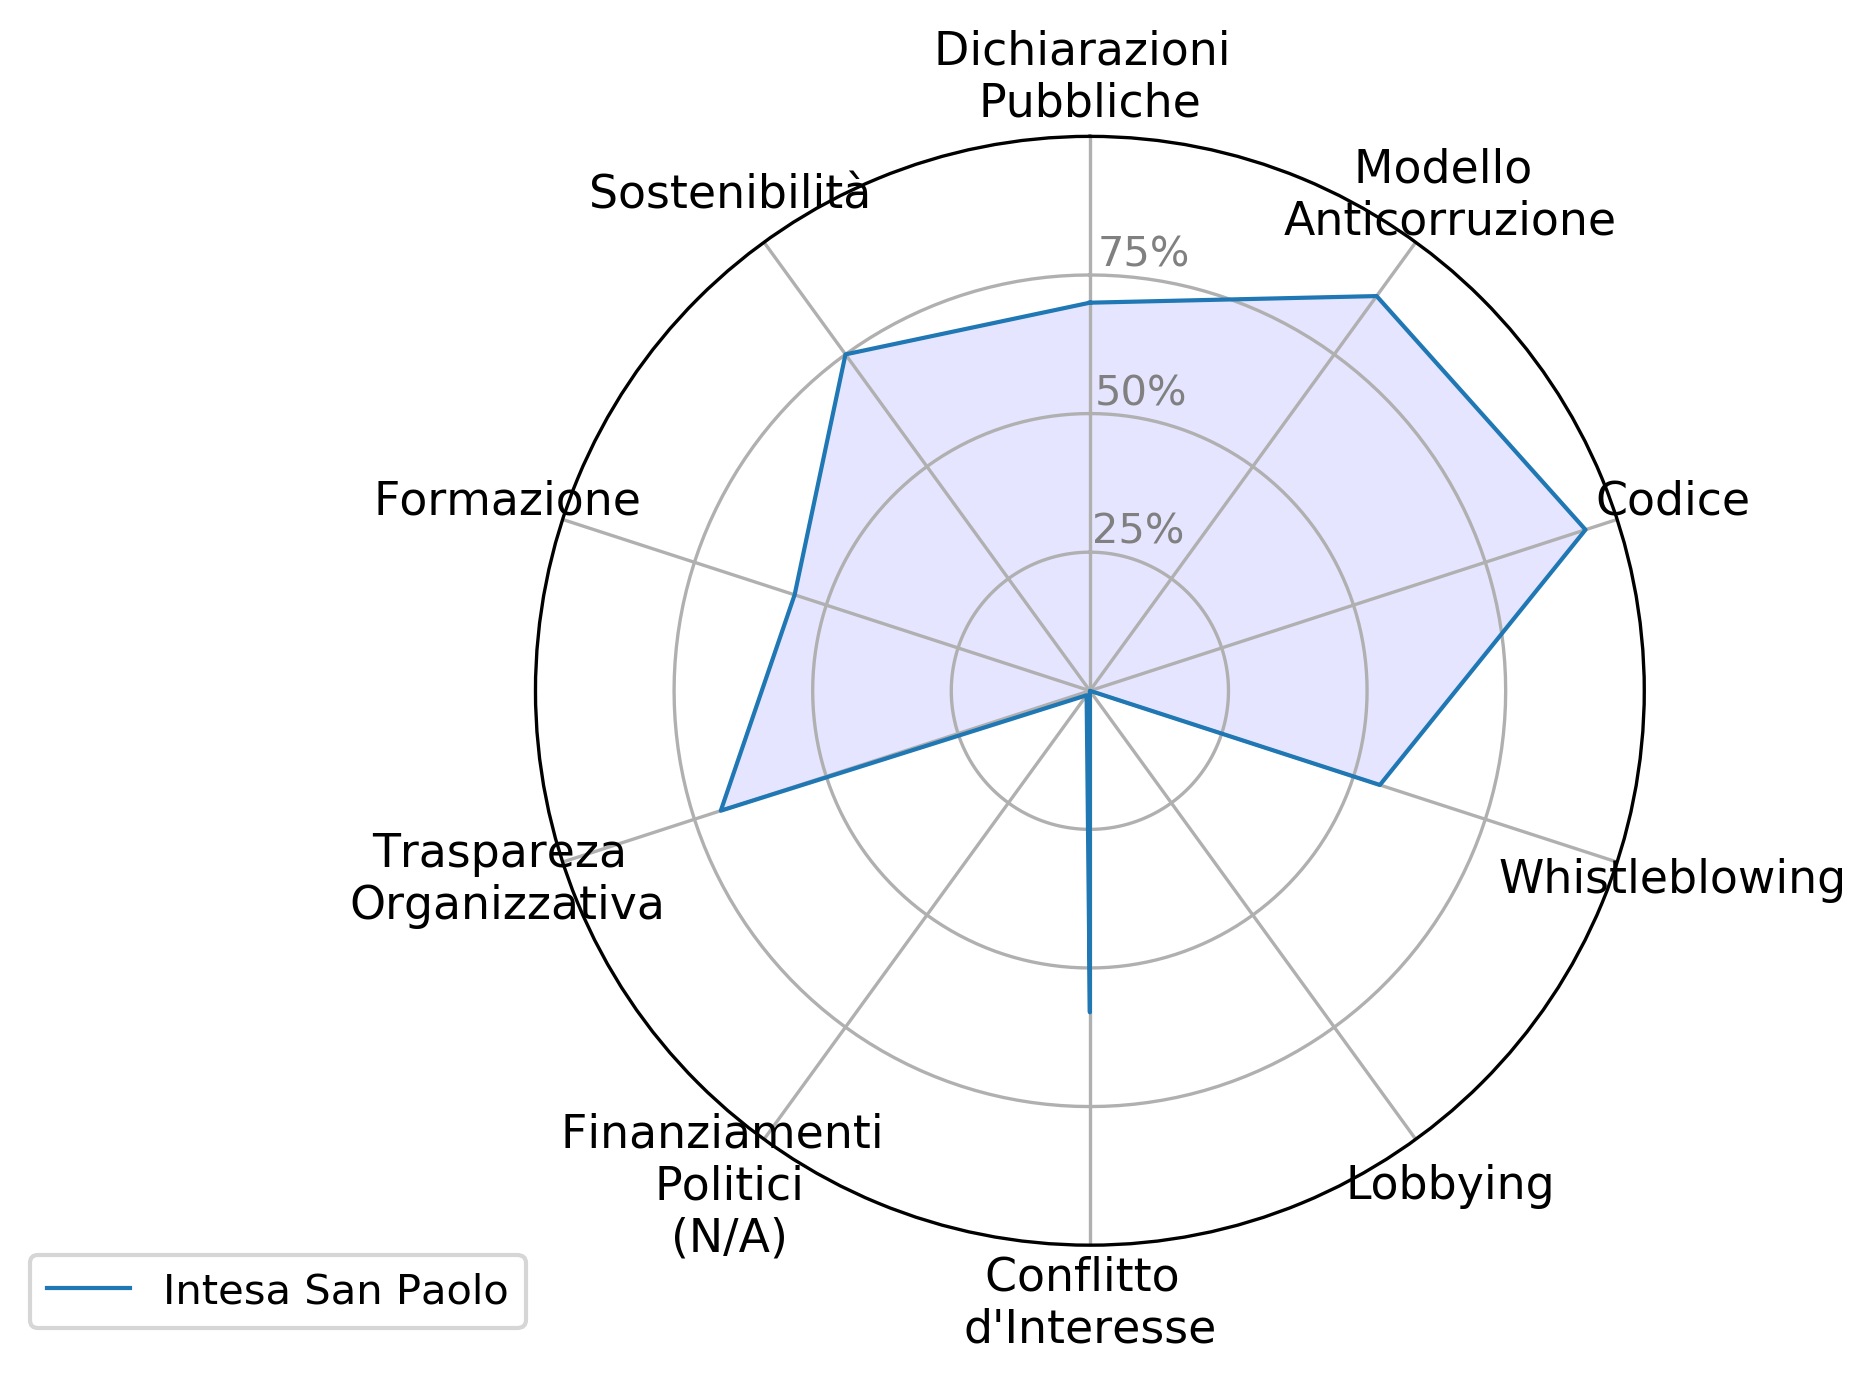 Dichiarazioni
Pubbliche
Modello
Anticorruzione
Sostenibilità
75%
50%
25%
Formazione
Codice
Traspareza
Organizzativa
Whistleblowing
Finanziamenti
Politici
(N/A)
Lobbying
Conflitto
d'Interesse
Intesa San Paolo